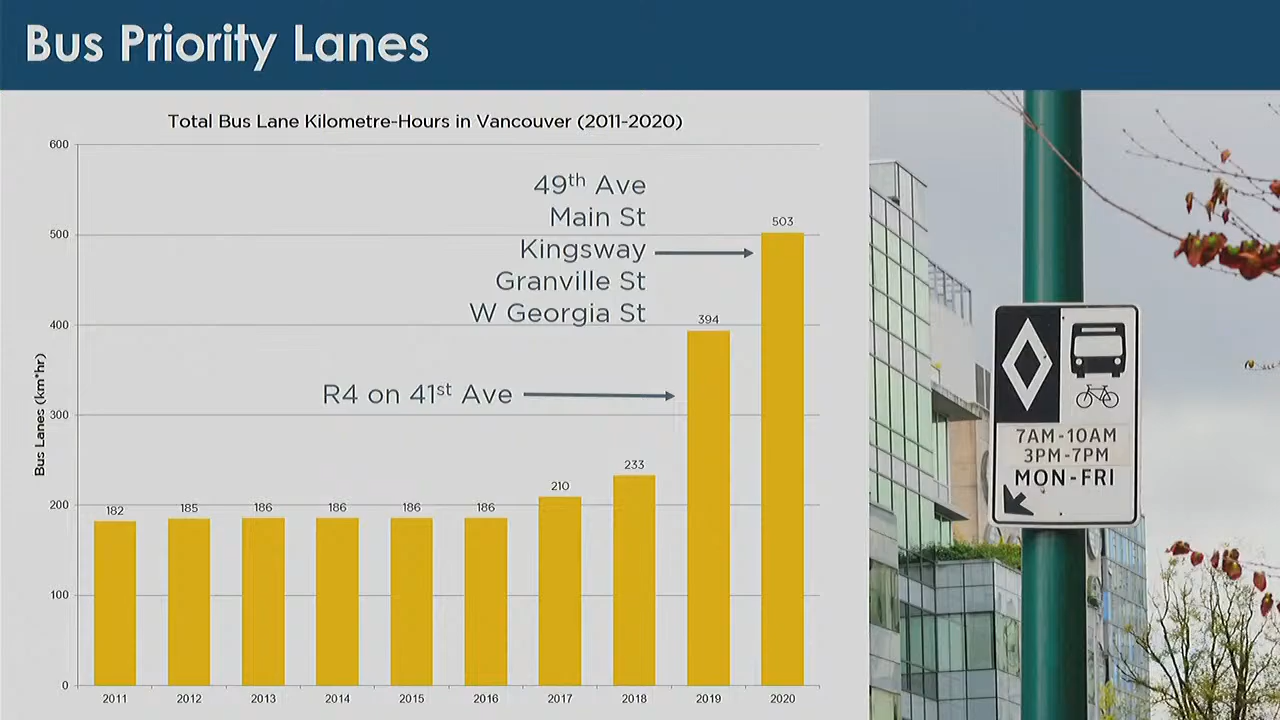 Bus Priority Lanes
Total Bus Lane Kilometre-Hours in Vancouver (2011-2020)
Bus Lanes (km*hr)
600
500
400
300
200
100
0
49th Ave
Main St
Kingsway
Granville St
W Georgia St
R4 on 41st Ave
182
185
186
186
186
186
210
233
394
503
2011
2012
2013
2014
2015
2016
2017
2018
2019
2020
7AM-10AM
3PM-7PM
MON-FRI